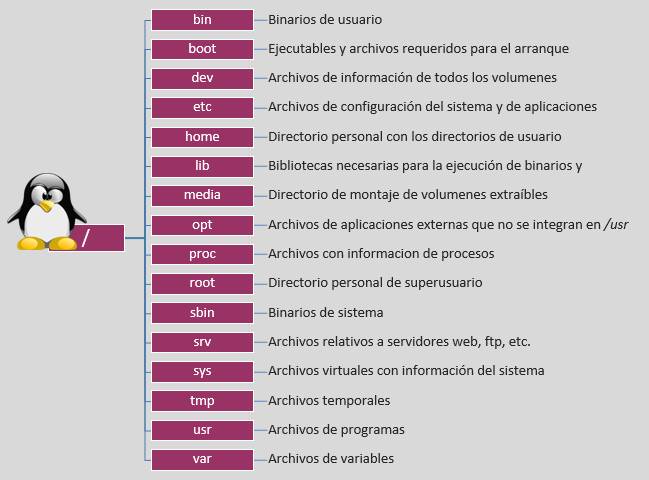 /
bin Binarios de usuario
boot Ejecutables y archivos requeridos para el arranque
dev Archivos de información de todos los volumenes
etc Archivos de configuración del sistema y de aplicaciones
home Directorio personal con los directorios de usuario
lib Bibliotecas necesarias para la ejecución de binarios y
media Directorio de montaje de volumenes extraíbles
opt Archivos de aplicaciones externas que no se integran en /usr
proc Archivos con informacion de procesos
root Directorio personal de superusuario
sbin Binarios de sistema
srv Archivos relativos a servidores web, ftp, etc.
sys Archivos virtuales con información del sistema
tmp Archivos temporales
usr Archivos de programas
var Archivos de variables